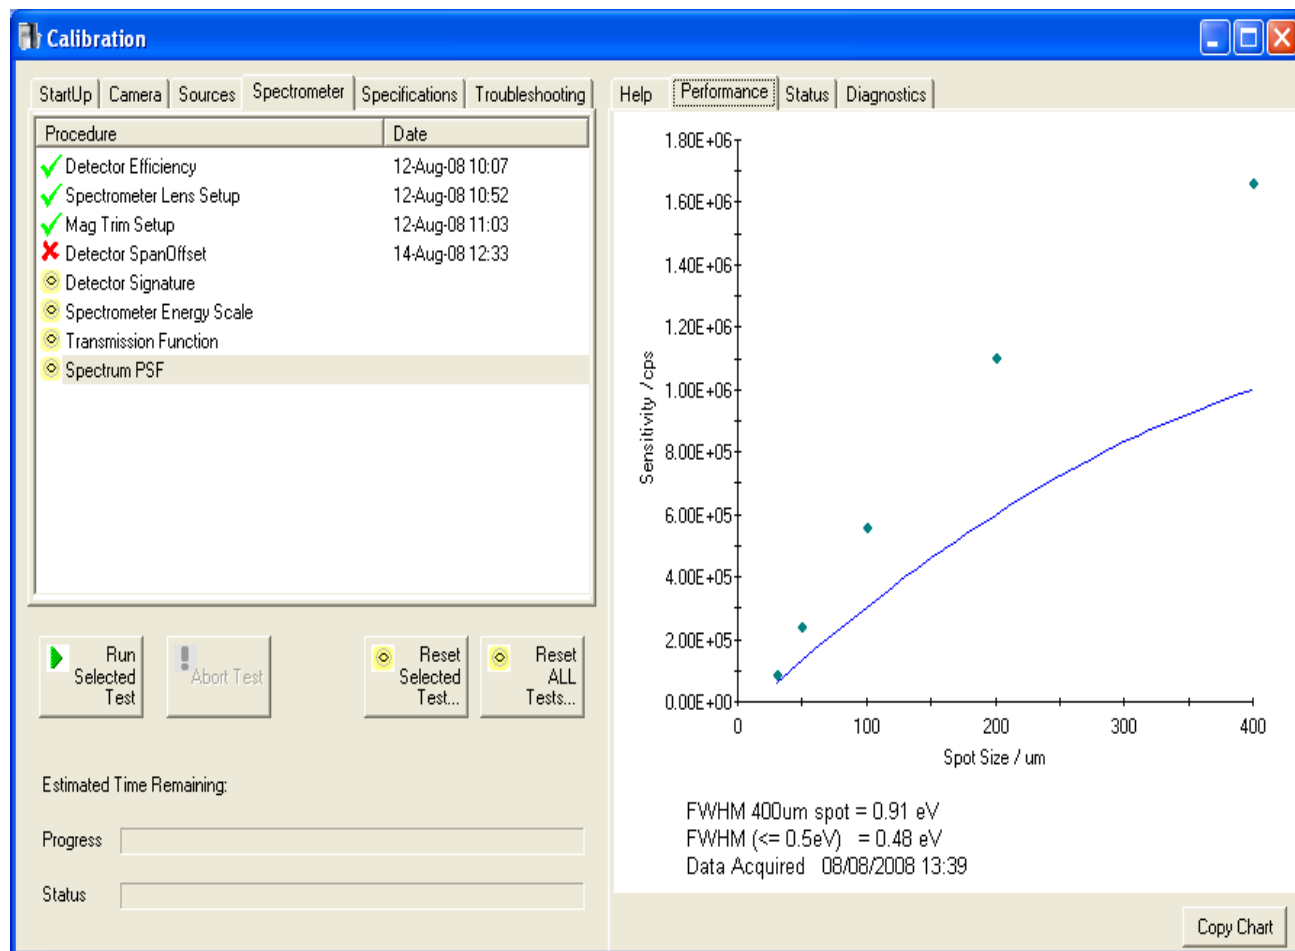 Calibration
StartUp Camera Sources Spectrometer Specifications Troubleshooting
Procedure Date
Detector Efficiency 12-Aug-08 10:07
Spectrometer Lens Setup 12-Aug-08 10:52
Mag Trim Setup 12-Aug-08 11:03
Detector SpanOffset 14-Aug-08 12:33
Detector Signature
Spectrometer Energy Scale
Transmission Function
Spectrum PSF
Run
Selected
Test
Abort Test
Reset
Selected
Test...
Reset
ALL
Tests...
Estimated Time Remaining:
Progress
Status
Help Performance Status Diagnostics
1.80E+06
1.60E+06
1.40E+06
1.20E+06
1.00E+06
8.00E+05
6.00E+05
4.00E+05
2.00E+05
0.00E+00
Sensitivity /cps
0 100 200 300 400
Spot Size / um
FWHM 400um spot = 0.91 eV
FWHM (<= 0.5eV) = 0.48 eV
Data Acquired 08/08/2008 13:39
Copy Chart